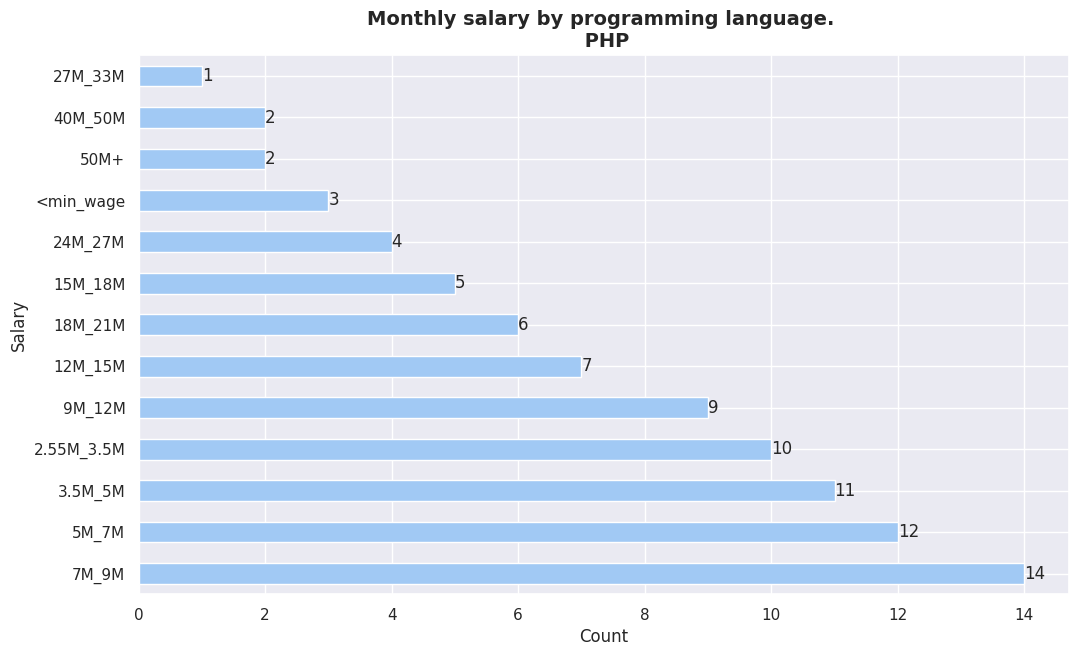 Monthly salary by programming language.
PHP
27M_33M
1
40M_50M
2
50M+
2
<min_wage
3
24M_27M
4
15M_18M
5
18M_21M
6
12M_15M
7
9M_12M
9
2.55M_3.5M
10
3.5M_5M
11
5M_7M
12
7M_9M
14
Salary
0 2 4 6 8 10 12 14
Count